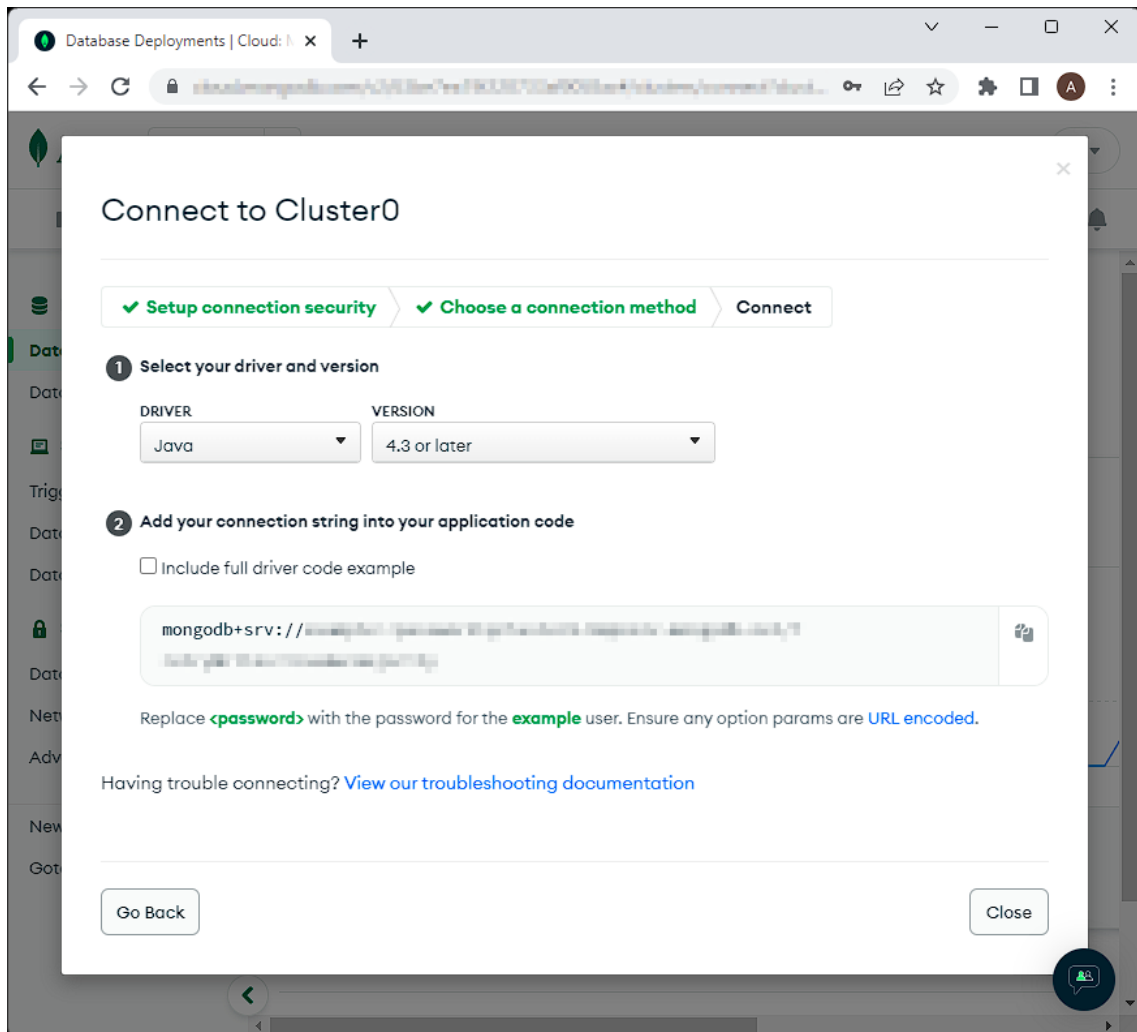 Database Deployments | Cloud:
A
Connect to Cluster0
Setup connection security
Choose a connection method
Connect
1 Select your driver and version
DRIVER VERSION
Java 4.3 or later
2 Add your connection string into your application code
Include full driver code example
mongodb+srv://
Replace <password> with the password for the example user. Ensure any option params are URL encoded.
Having trouble connecting? View our troubleshooting documentation
Go Back Close